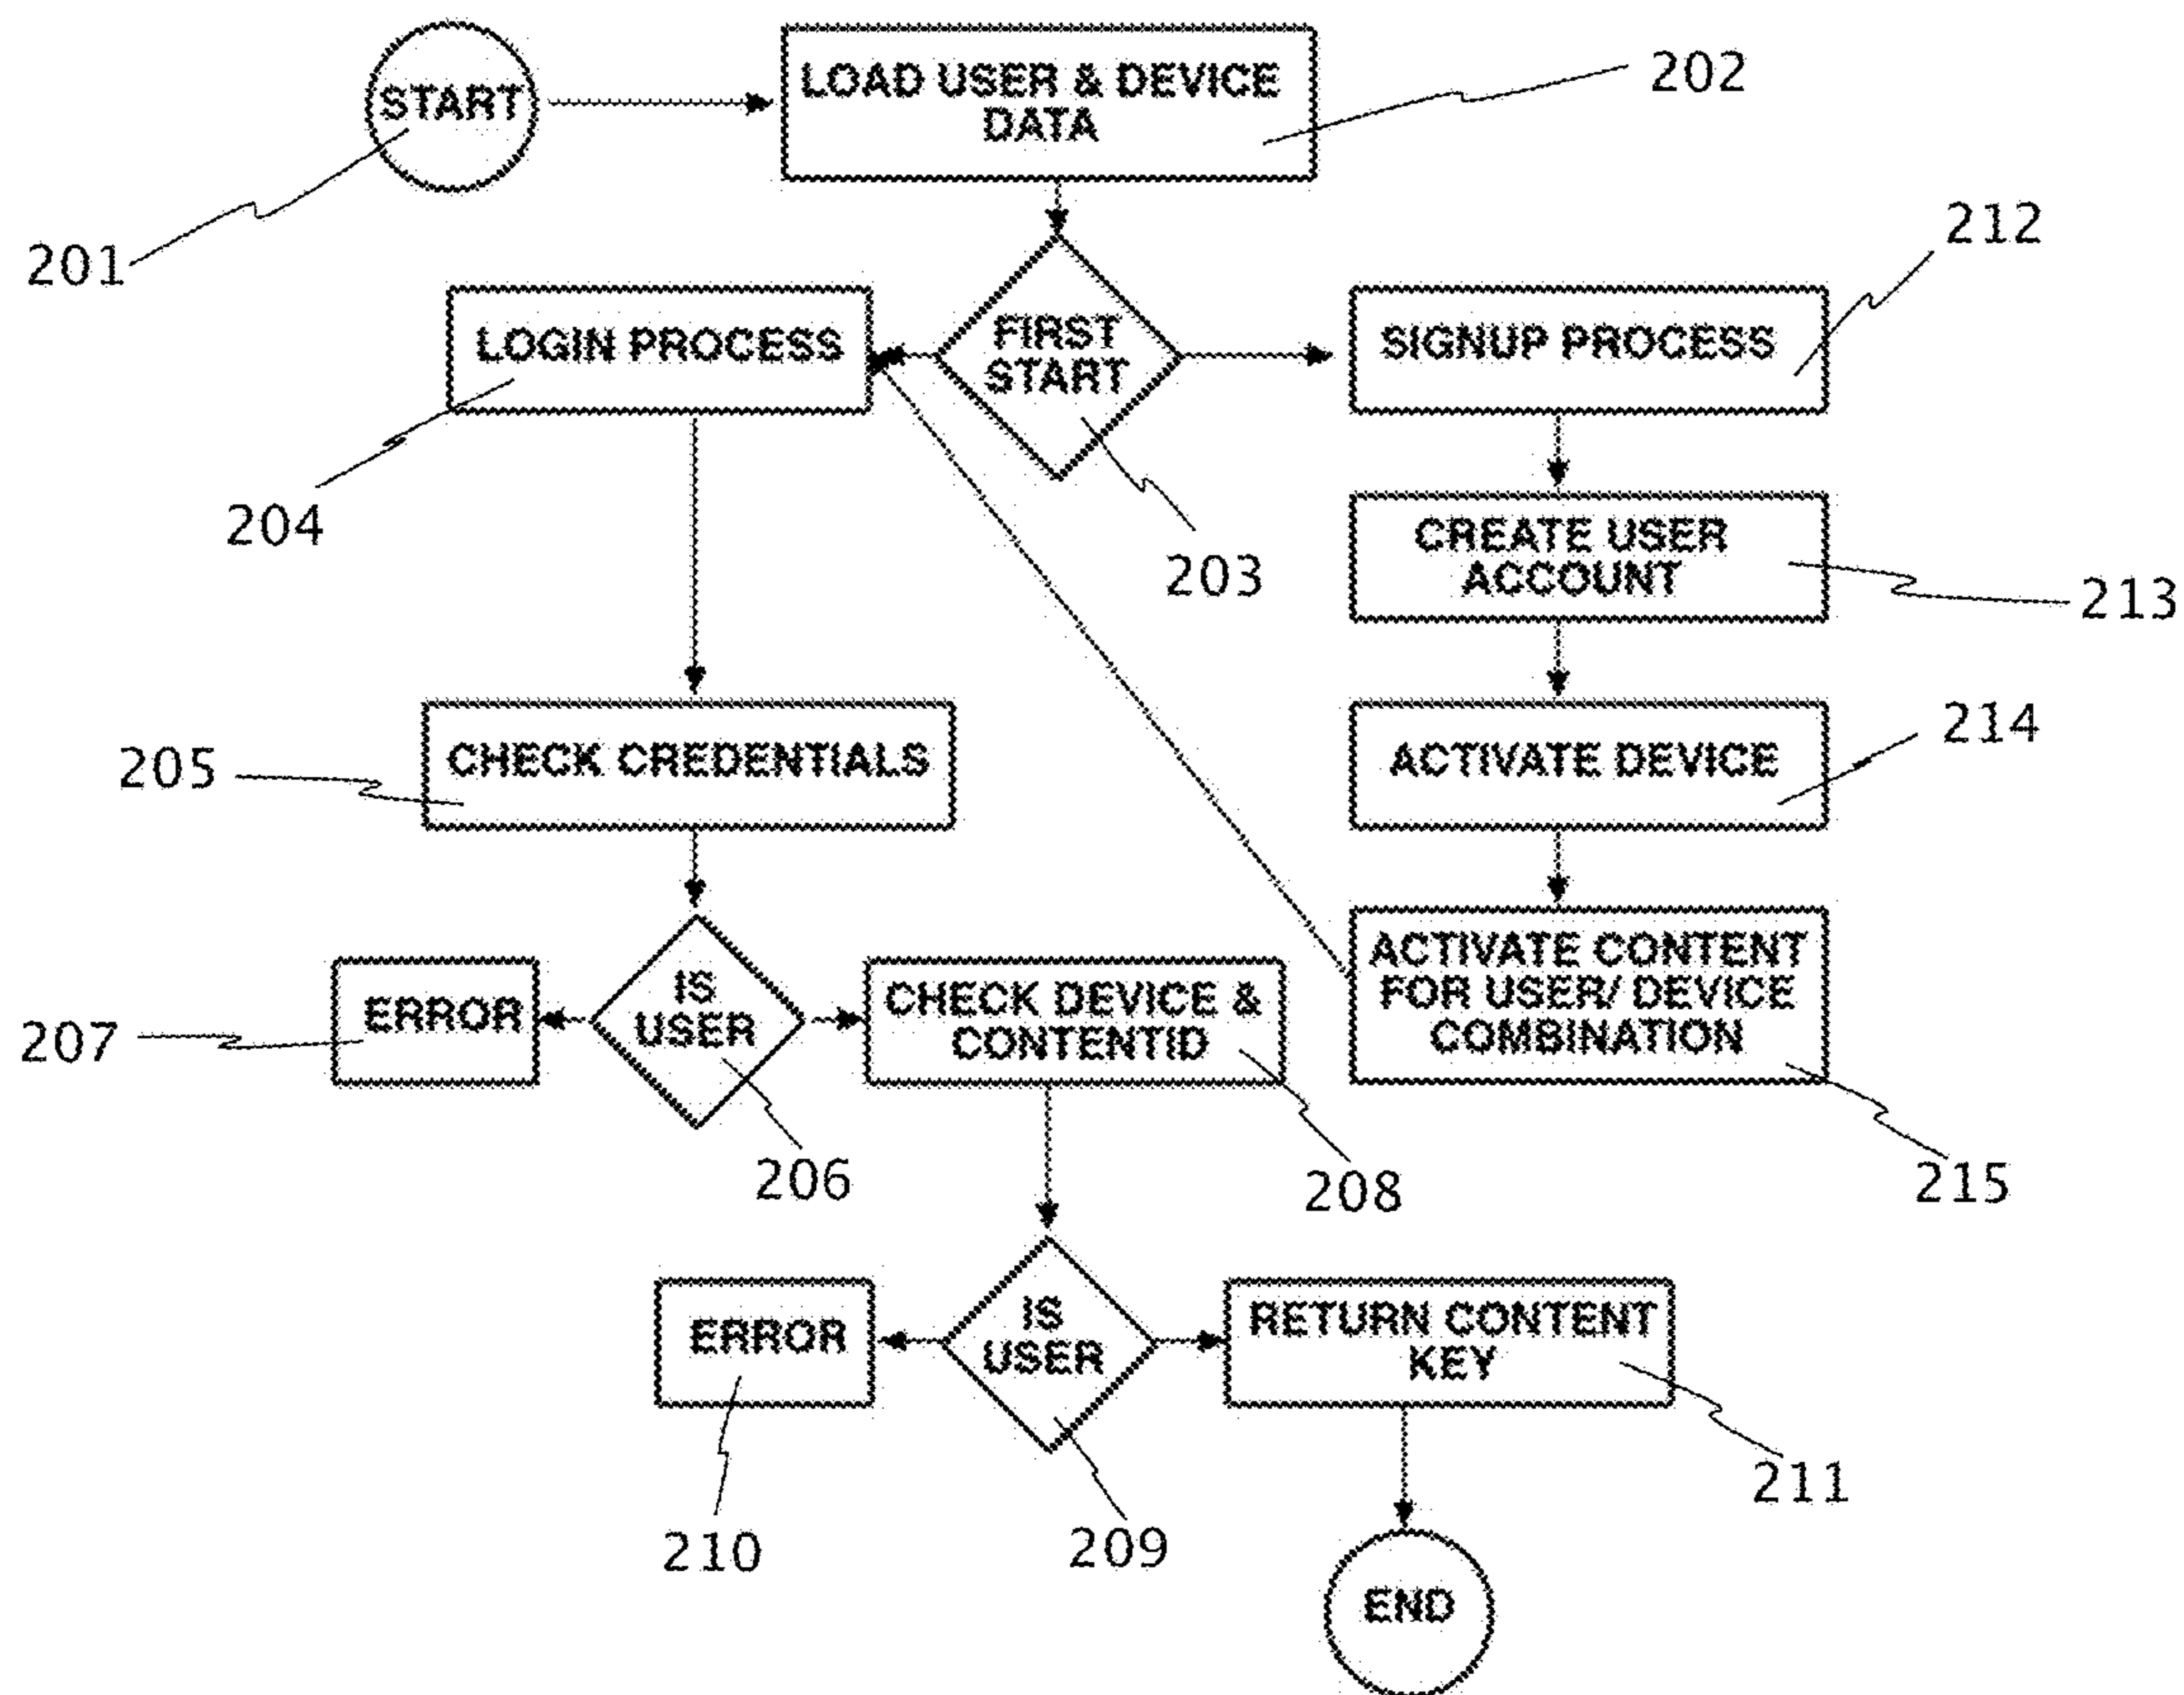 START
LOAD USER & DEVICE
DATA
202
201
212
LOGIN PROCESS
FIRST
START
SIGNUP PROCESS
204
203
CREATE USER
ACCOUNT
213
205
CHECK CREDENTIALS
ACTIVATE DEVICE
214
207
ERROR
IS
USER
CHECK DEVICE &
CONTENTID
ACTIVATE CONTENT
FOR USER/ DEVICE
COMBINATION
206
208
215
ERROR
IS
USER
RETURN CONTENT
KEY
210
209
211
END